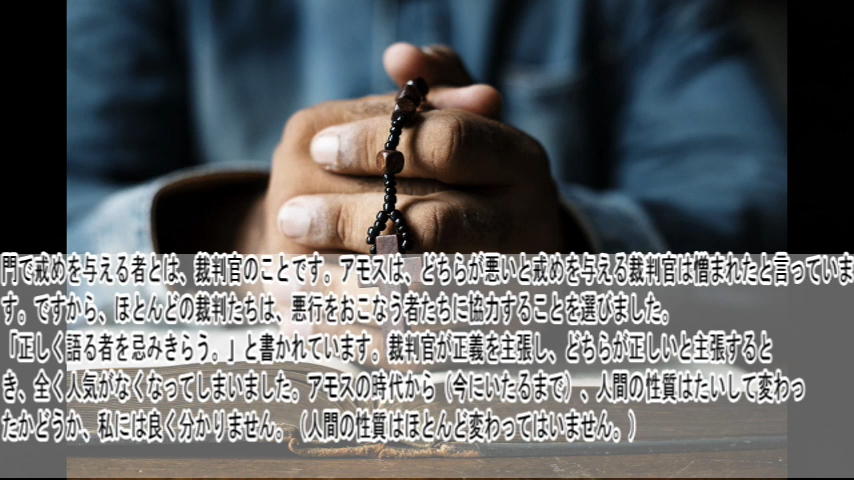 門で戒めを与える者とは、裁判官のことです。アモスは、どちらが悪いと戒めを与える裁判官は憎まれたと言っていま
す。ですから、ほとんどの裁判たちは、悪行をおこなう者たちに協力することを選びました。
「正しく語る者を忌みきらう。」と書かれています。裁判官が正義を主張し、どちらが正しいと主張すると
き、全く人気がなくなってしまいました。アモスの時代から（今にいたるまで）、人間の性質はたいして変わっ
たかどうか、私には良く分かりません。（人間の性質はほとんど変わってはいません。）